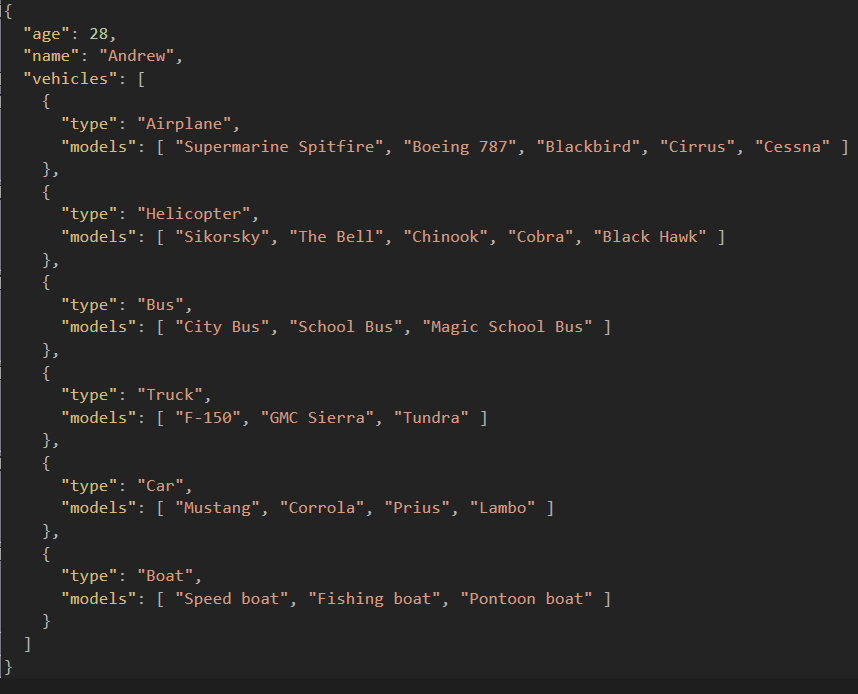 {
  "age": 28,
  "name": "Andrew",
  "vehicles": [
    {
      "type": "Airplane",
      "models": [ "Supermarine Spitfire", "Boeing 787", "Blackbird", "Cirrus", "Cessna" ]
    },
    {
      "type": "Helicopter",
      "models": [ "Sikorsky", "The Bell", "Chinook", "Cobra", "Black Hawk" ]
    },
    {
      "type": "Bus",
      "models": [ "City Bus", "School Bus", "Magic School Bus" ]
    },
    {
      "type": "Truck",
      "models": [ "F-150", "GMC Sierra", "Tundra" ]
    },
    {
      "type": "Car",
      "models": [ "Mustang", "Corrola", "Prius", "Lambo" ]
    },
    {
      "type": "Boat",
      "models": [ "Speed boat", "Fishing boat", "Pontoon boat" ]
    }
  ]
}